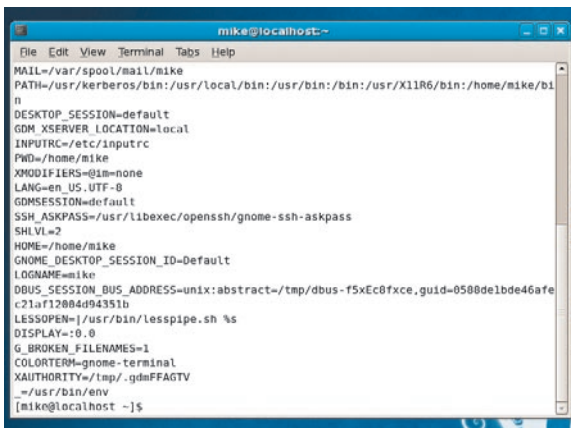 mike@localhost:~
File Edit View Terminal Tabs Help
MAIL=/var/spool/mail/mike
PATH=/usr/kerberos/bin:/usr/local/bin:/usr/bin:/bin:/usr/X11R6/bin:/home/mike/bi
n
DESKTOP_SESSION=default
GDM_XSERVER_LOCATION=local
INPUTRC=/etc/inputrc
PWD=/home/mike
XMODIFIERS=@im=none
LANG=en_US.UTF-8
GDMSESSION=default
SSH_ASKPASS=/usr/libexec/openssh/gnome-ssh-askpass
SHLVL=2
HOME=/home/mike
GNOME_DESKTOP_SESSION_ID=Default
LOGNAME=mike
DBUS_SESSION_BUS_ADDRESS=unix:abstract=/tmp/dbus-f5xEc8fxce,guid=0588de1bde46afe
c21af12004d94351b
LESSOPEN=|/usr/bin/lesspipe.sh %s
DISPLAY=:0.0
G_BROKEN_FILENAMES=1
COLORTERM=gnome-terminal
XAUTHORITY=/tmp/.gdmFFAGTV
_=/usr/bin/env
[mike@localhost ~]$